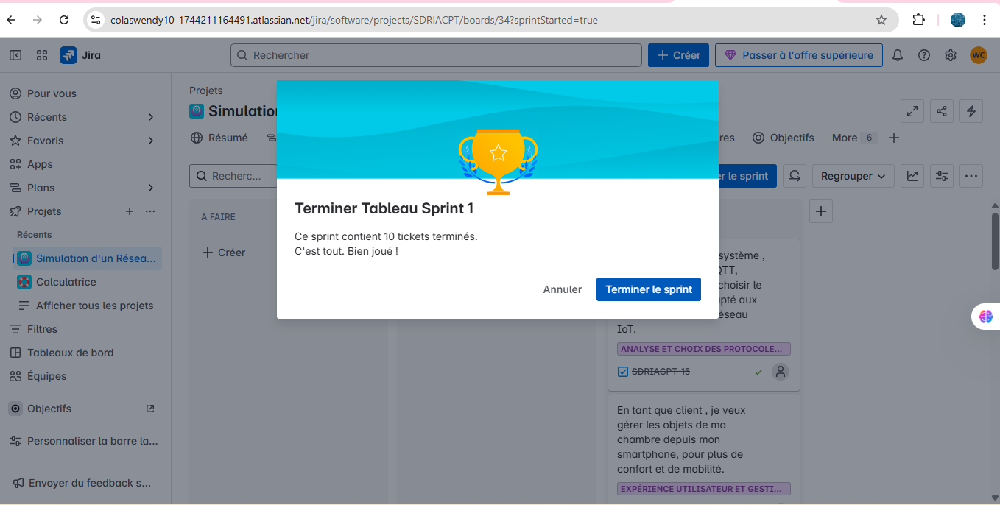 colaswendy10-1744211164491.atlassian.net/jira/software/projects/SDRIACPT/boards/34?sprintStarted=true
Jira
Rechercher
Créer
Passer à l'offre supérieure
WC
Pour vous
Récents
Favoris
Apps
Plans
Projets
Récents
Simulation d'un Résea...
Calculatrice
Afficher tous les projets
Filtres
Tableaux de bord
Équipes
Objectifs
Personnaliser la barre la...
Envoyer du feedback s...
Projets
Résumé
res
Objectifs
More 6
Recherc...
le sprint
Regrouper
A FAIRE
Créer
Terminer Tableau Sprint 1
Ce sprint contient 10 tickets terminés.
C'est tout. Bien joué !
Annuler
Terminer le sprint
système ,
QTT,
choisir le
aux
IoT.
ANALYSE ET CHOIX DES PROTOCOLE...
SDRIACPT-15
En tant que client , je veux
gérer les objets de ma
chambre depuis mon
smartphone, pour plus de
confort et de mobilité.
EXPÉRIENCE UTILISATEUR ET GESTI...